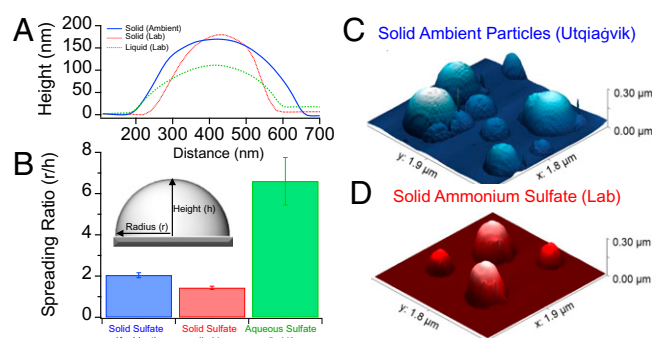 A
Height (nm)
200
150
100
50
0
Solid (Ambient)
Solid (Lab)
Liquid (Lab)
200 300 400 500 600 700
Distance (nm)
B
Spreading Ratio (r/h)
8
6
4
2
0
Height (h)
Radius (r)
Solid Sulfate Solid Sulfate Aqueous Sulfate
C Solid Ambient Particles (Utqiaġvik)
0.30 µm
0.00 µm
y: 1.9 µm
x: 1.8 µm
D Solid Ammonium Sulfate (Lab)
0.30 µm
0.00 µm
y: 1.8 µm
x: 1.9 µm